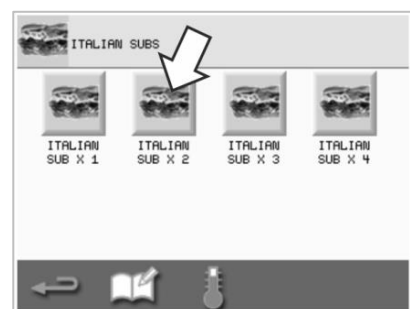 ITALIAN SUBS
ITALIAN SUB X 1
ITALIAN SUB X 2
ITALIAN SUB X 3
ITALIAN SUB X 4